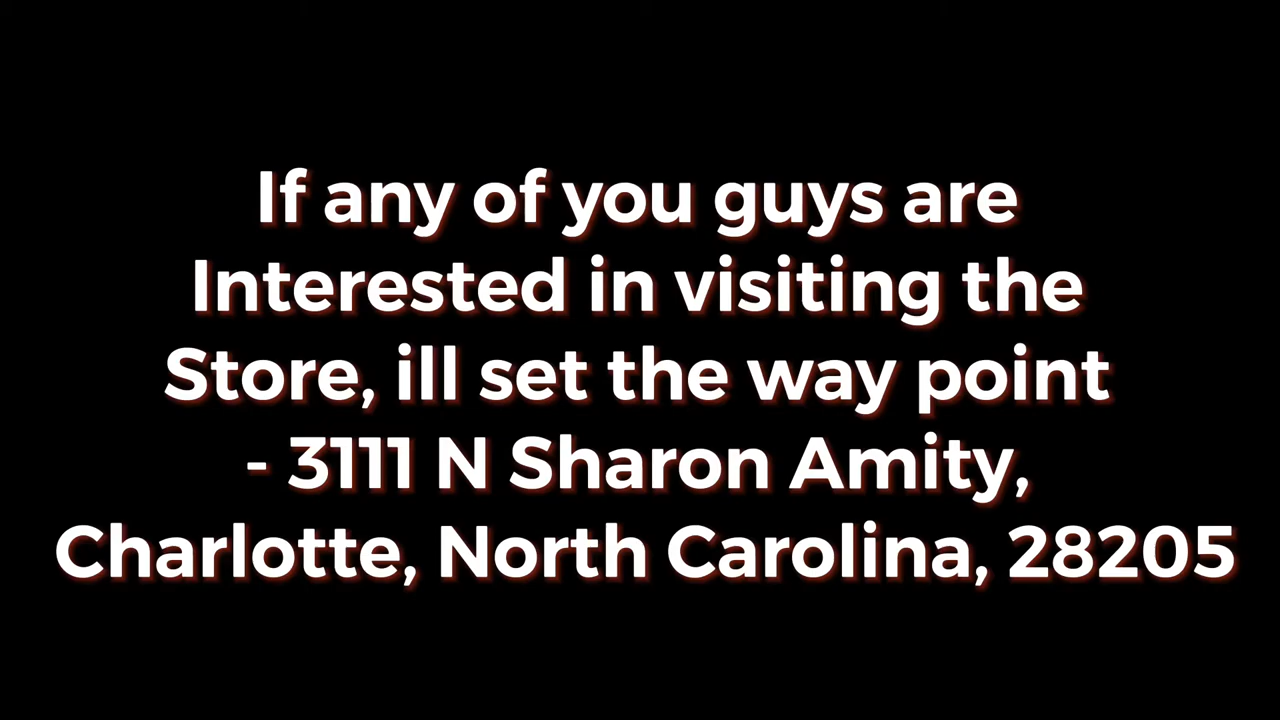 If any of you guys are
Interested in visiting the
Store, ill set the way point
- 3111 N Sharon Amity,
Charlotte, North Carolina, 28205